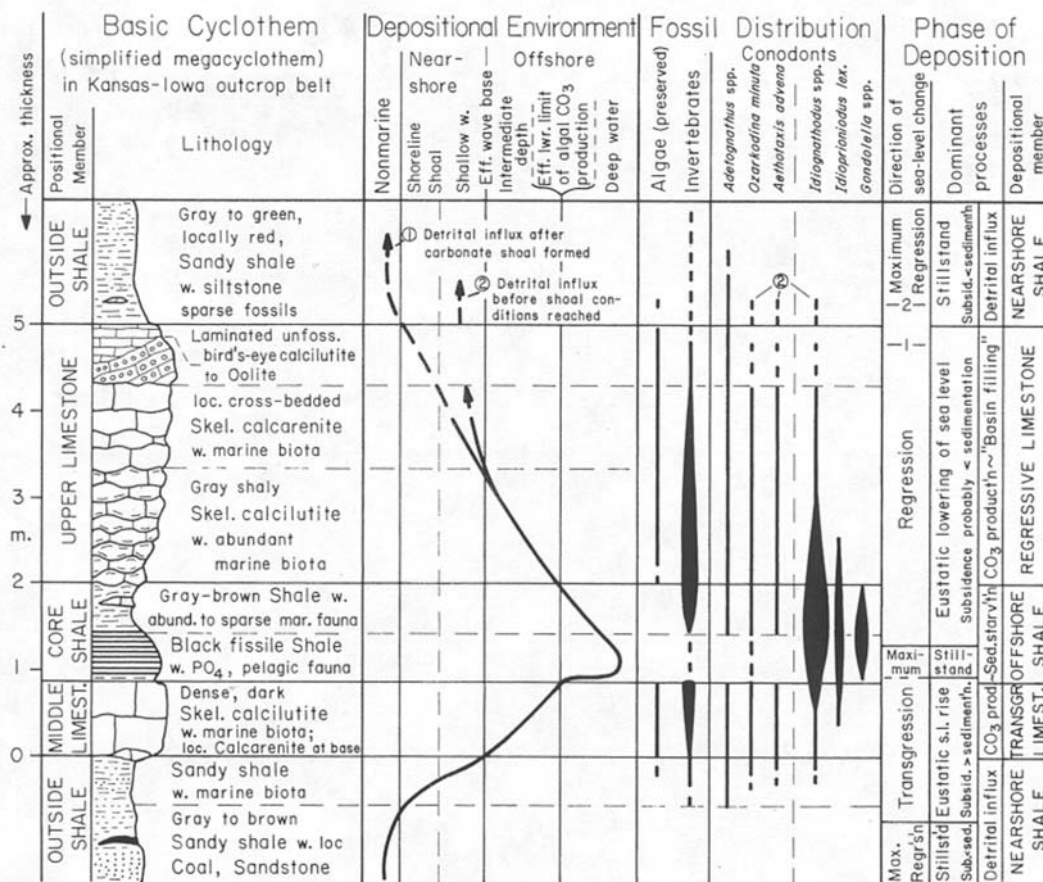 Basic Cyclothem
(simplified megacyclothem)
in Kansas-Iowa outcrop belt
Approx. thickness
Positional
Member
Lithology
Depositional Environment
Near-
shore
Offshore
Nonmarine
Shoreline
Shoal
Shallow w.
Eff. wave base
Intermediate
depth
Eff. lwr. limit
of algal CO3
production
Deep water
Fossil Distribution
Conodonts
Algae (preserved)
Invertebrates
Adetognathus spp.
Ozarkodina minuta
Aethotaxis advena
Idiognathodus spp.
Idioprioniodus lex.
Gondolella spp.
Phase of
Deposition
Direction of
sea-level change
Dominant
processes
Depositional
member
OUTSIDE
SHALE
Gray to green,
locally red,
Sandy shale
w. siltstone
sparse fossils
① Detrital influx after
carbonate shoal formed
② Detrital influx
before shoal con-
ditions reached
②
Maximum
Regression
2
1
Stillstand
Subsid.<sedimentn
Detrital influx
NEARSHORE
SHALE
5
4
3
m.
2
1
0
UPPER LIMESTONE
Laminated unfoss.
bird's-eye calcilutite
to Oolite
loc. cross-bedded
Skel. calcarenite
w. marine biota
Gray shaly
Skel. calcilutite
w. abundant
marine biota
Regression
Eustatic lowering of sea level
Subsidence probably < sedimentation
CO3 product'n~"Basin filling"
REGRESSIVE LIMESTONE
CORE
SHALE
Gray-brown Shale w.
abund. to sparse mar. fauna
Black fissile Shale
w. PO4, pelagic fauna
Maxi-
mum
Still-
stand
Sed.starv'tn
OFFSHORE
SHALE
MIDDLE
LIMEST.
Dense, dark
Skel. calcilutite
w. marine biota;
loc. Calcarenite at base
Transgression
Eustatic s.l. rise
Subsid. > sediment'n.
CO3 prod.
TRANSGR.
LIMEST.
OUTSIDE
SHALE
Sandy shale
w. marine biota
Gray to brown
Sandy shale w. loc
Coal, Sandstone
Max.
Regr'sn
Stillstd
Sub.<sed.
Detrital influx
NEARSHORE
SHALE